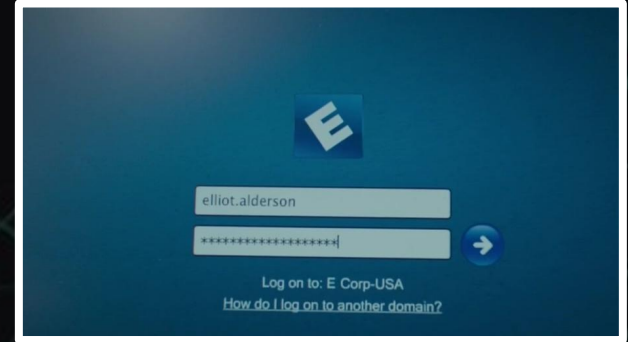 E
elliot.alderson
*******************
Log on to: E Corp-USA
How do I log on to another domain?